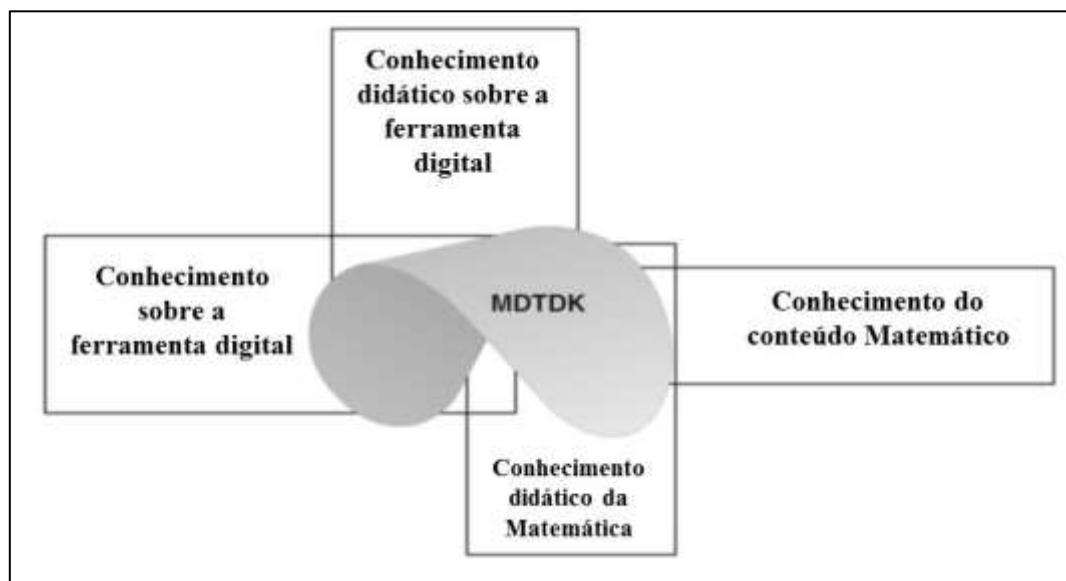 Conhecimento
didático sobre a
ferramenta
digital
Conhecimento
sobre a
ferramenta digital
MDTDK
Conhecimento do
conteúdo Matemático
Conhecimento
didático da
Matemática